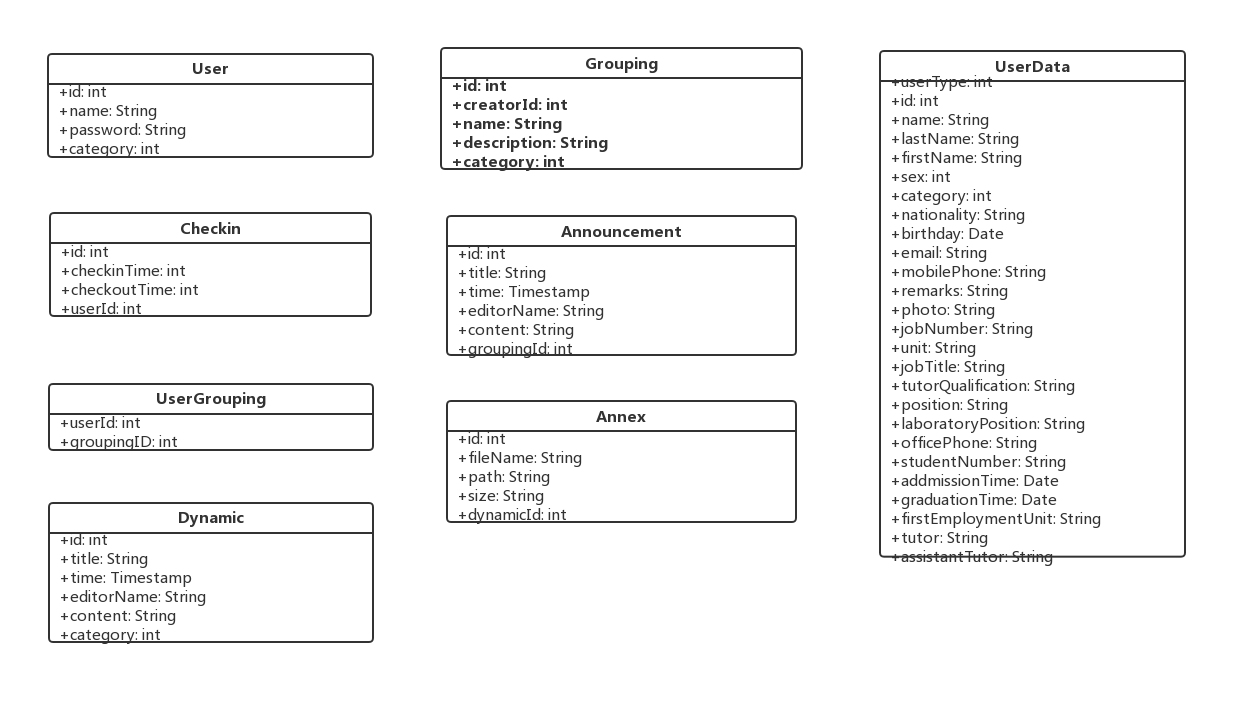 User
+id: int
+name: String
+password: String
+category: int
Checkin
+id: int
+checkinTime: int
+checkoutTime: int
+userId: int
UserGrouping
+userId: int
+groupingID: int
Dynamic
+id: int
+title: String
+time: Timestamp
+editorName: String
+content: String
+category: int
Grouping
+id: int
+creatorId: int
+name: String
+description: String
+category: int
Announcement
+id: int
+title: String
+time: Timestamp
+editorName: String
+content: String
+groupingId: int
Annex
+id: int
+fileName: String
+path: String
+size: String
+dynamicId: int
UserData
+userType: int
+id: int
+name: String
+lastName: String
+firstName: String
+sex: int
+category: int
+nationality: String
+birthday: Date
+email: String
+mobilePhone: String
+remarks: String
+photo: String
+jobNumber: String
+unit: String
+jobTitle: String
+tutorQualification: String
+position: String
+laboratoryPosition: String
+officePhone: String
+studentNumber: String
+addmissionTime: Date
+graduationTime: Date
+firstEmploymentUnit: String
+tutor: String
+assistantTutor: String